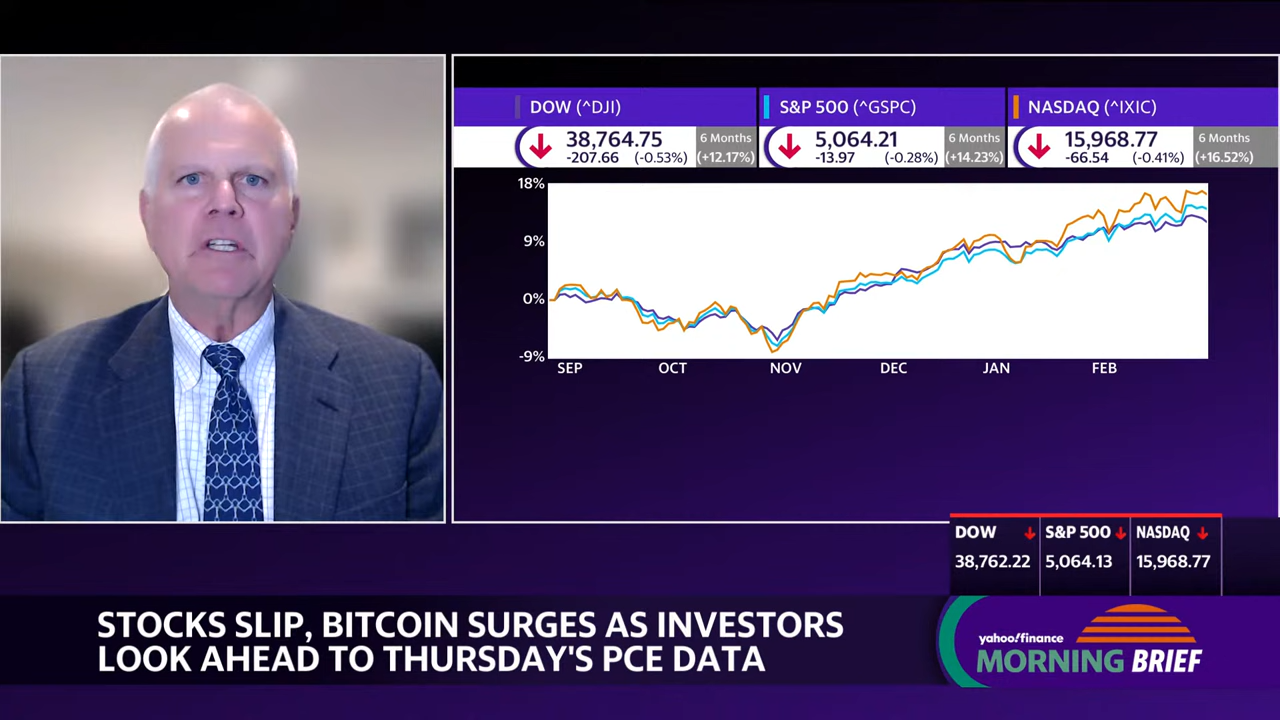 DOW (^DJI)
38,764.75
-207.66 (-0.53%)
6 Months
(+12.17%)
S&P 500 (^GSPC)
5,064.21
-13.97 (-0.28%)
6 Months
(+14.23%)
NASDAQ (^IXIC)
15,968.77
-66.54 (-0.41%)
6 Months
(+16.52%)
18%
9%
0%
-9%
SEP OCT NOV DEC JAN FEB
DOW
38,762.22
S&P 500
5,064.13
NASDAQ
15,968.77
STOCKS SLIP, BITCOIN SURGES AS INVESTORS
LOOK AHEAD TO THURSDAY'S PCE DATA
yahoo!finance
MORNING BRIEF